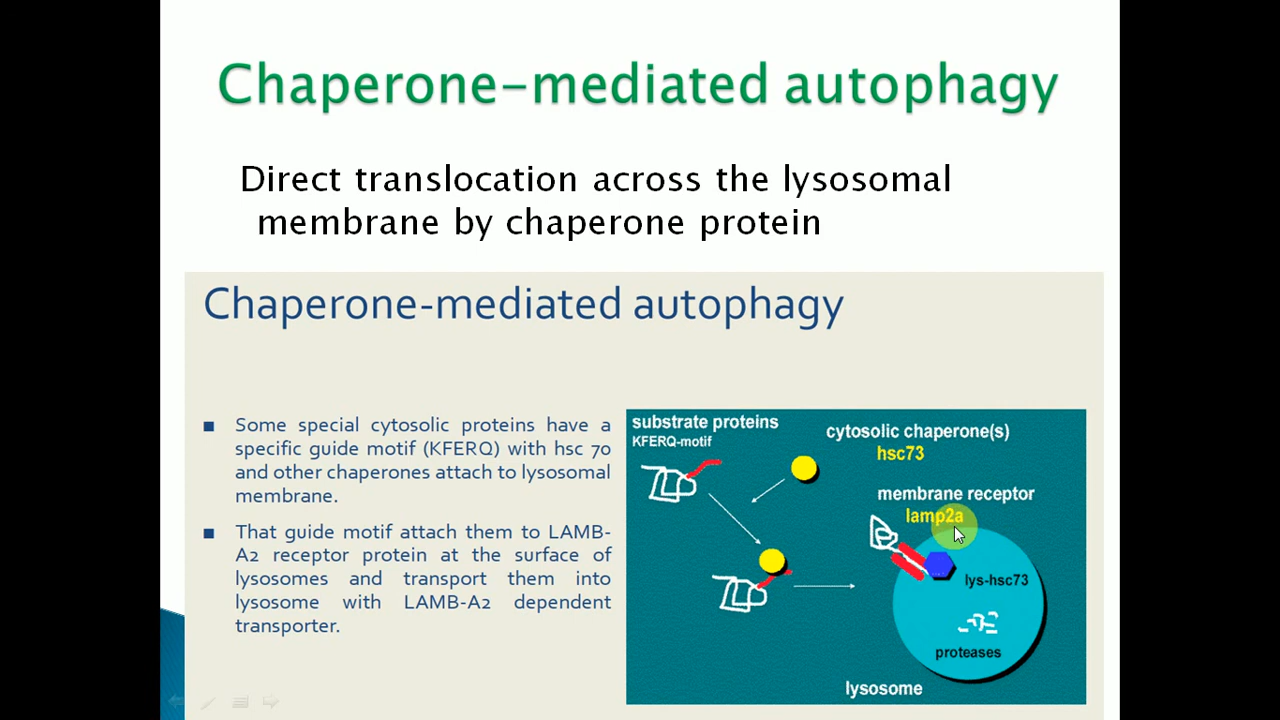 Chaperone-mediated autophagy
Direct translocation across the lysosomal
membrane by chaperone protein
Chaperone-mediated autophagy
Some special cytosolic proteins have a
specific guide motif (KFERQ) with hsc 70
and other chaperones attach to lysosomal
membrane.
That guide motif attach them to LAMB-
A2 receptor protein at the surface of
lysosomes and transport them into
lysosome with LAMB-A2 dependent
transporter.
substrate proteins
KFERQ-motif
cytosolic chaperone(s)
hsc73
membrane receptor
lamp2a
lys-hsc73
proteases
lysosome